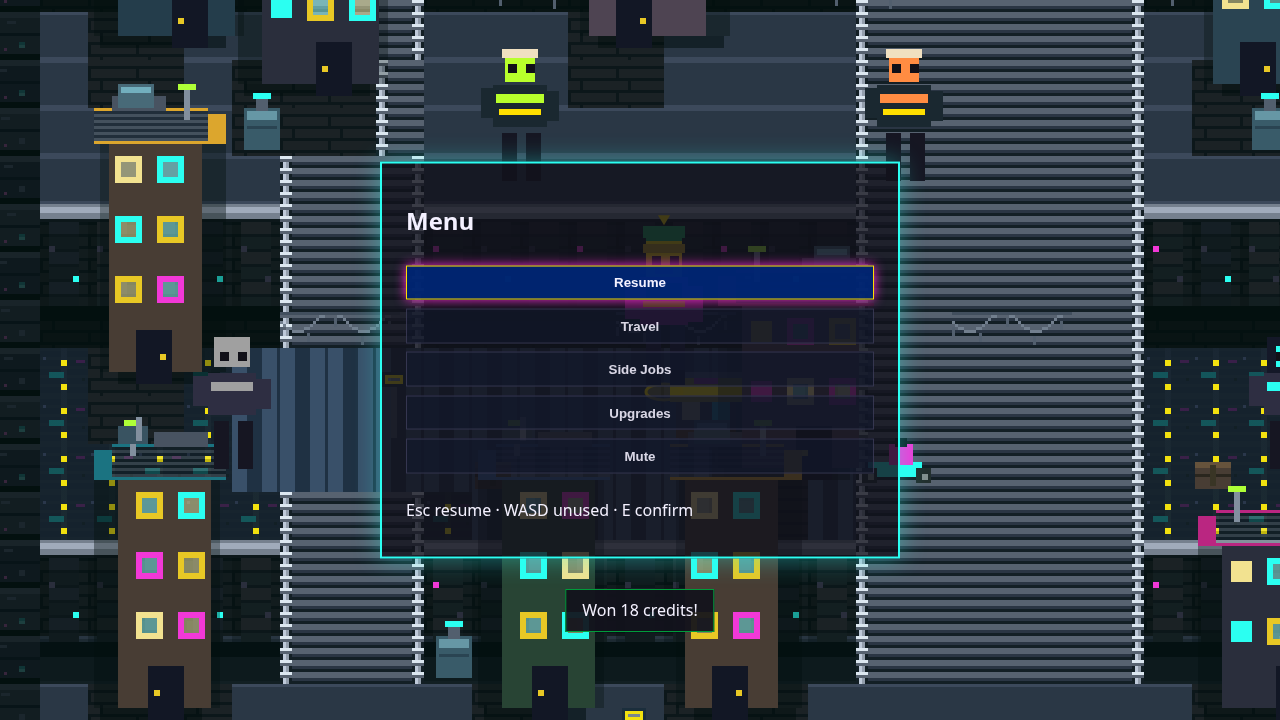 Menu
Resume
Travel
Side Jobs
Upgrades
Mute
Esc resume · WASD unused · E confirm
Won 18 credits!